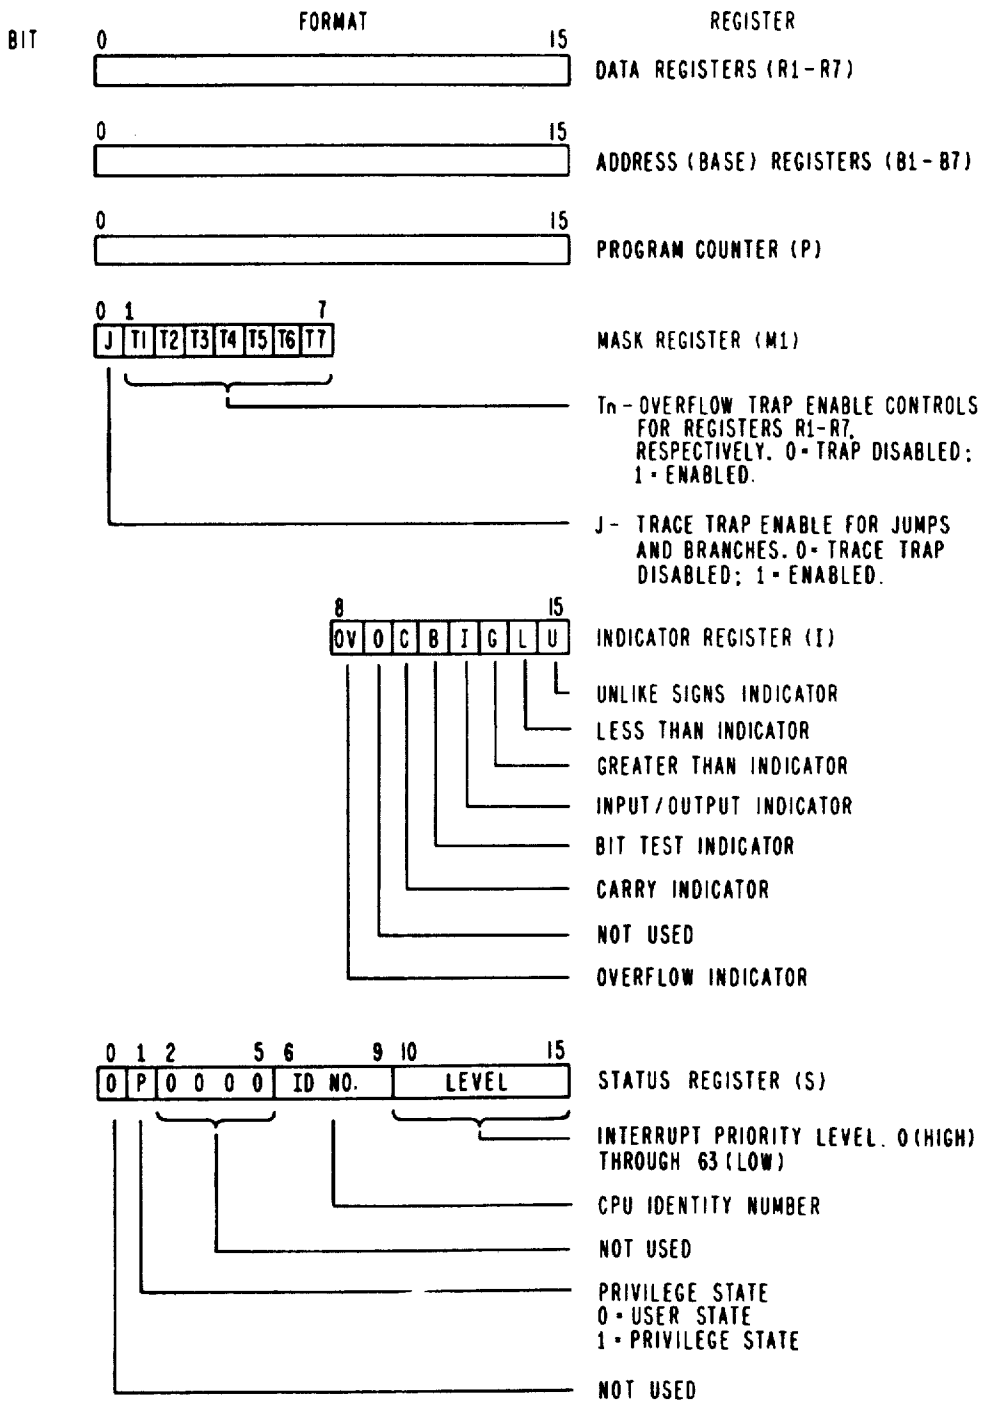 FORMAT REGISTER
BIT 0 15
DATA REGISTERS (R1-R7)
0 15
ADDRESS (BASE) REGISTERS (B1-B7)
0 15
PROGRAM COUNTER (P)
0 1 7
J T1 T2 T3 T4 T5 T6 T7 MASK REGISTER (M1)
Tn - OVERFLOW TRAP ENABLE CONTROLS
FOR REGISTERS R1-R7,
RESPECTIVELY. 0 = TRAP DISABLED;
1 = ENABLED.
J - TRACE TRAP ENABLE FOR JUMPS
AND BRANCHES. 0 = TRACE TRAP
DISABLED; 1 = ENABLED.
8 15
OV 0 C B I G L U INDICATOR REGISTER (I)
UNLIKE SIGNS INDICATOR
LESS THAN INDICATOR
GREATER THAN INDICATOR
INPUT/OUTPUT INDICATOR
BIT TEST INDICATOR
CARRY INDICATOR
NOT USED
OVERFLOW INDICATOR
0 1 2 5 6 9 10 15
0 P 0 0 0 0 ID NO. LEVEL STATUS REGISTER (S)
INTERRUPT PRIORITY LEVEL. 0 (HIGH)
THROUGH 63 (LOW)
CPU IDENTITY NUMBER
NOT USED
PRIVILEGE STATE
0 = USER STATE
1 = PRIVILEGE STATE
NOT USED